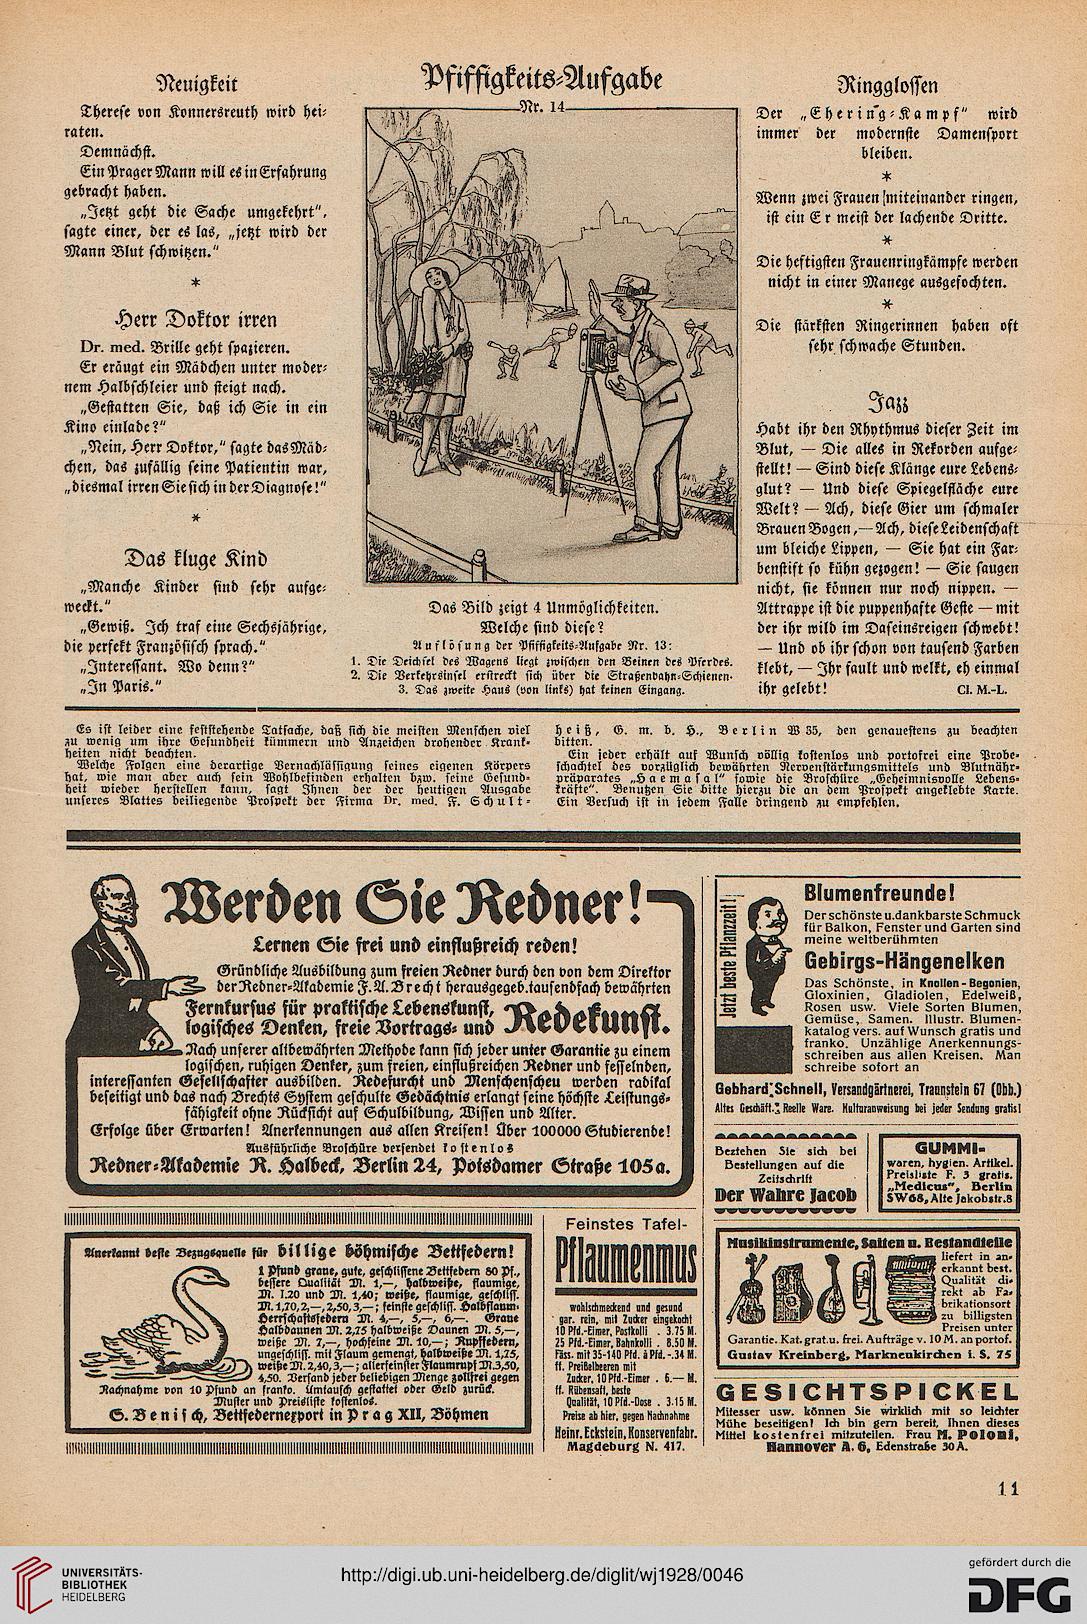 Neuigkeit
Therese von Konnersreuth wird hei-
raten.
Demnächst.
Ein Prager Mann will es in Erfahrung
gebracht haben.
„Jetzt geht die Sache umgekehrt“,
sagte einer, der es las, „jetzt wird der
Mann Blut schwitzen.“
*
Herr Doktor irren
Dr. med. Brille geht spazieren.
Er eräugt ein Mädchen unter moder-
nem Halbschleier und steigt nach.
„Gestatten Sie, daß ich Sie in ein
Kino einlade?“
„Nein, Herr Doktor,“ sagte das Mäd-
chen, das zufällig seine Patientin war,
„diesmal irren Sie sich in der Diagnose!“
*
Das kluge Kind
„Manche Kinder sind sehr aufge-
weckt.“
„Gewiß. Ich traf eine Sechsjährige,
die perfekt Französisch sprach.“
„Interessant. Wo denn?“
„In Paris.“
Pfiffigkeits-Aufgabe
Nr. 14
Das Bild zeigt 4 Unmöglichkeiten.
Welche sind diese?
Auflösung der Pfiffigkeits-Aufgabe Nr. 13:
1. Die Deichsel des Wagens liegt zwischen den Beinen des Pferdes.
2. Die Verkehrsinsel erstreckt sich über die Straßenbahn-Schienen.
3. Das zweite Haus (von links) hat keinen Eingang.
Ringglossen
Der „Ehering-Kampf“ wird
immer der modernste Damensport
bleiben.
*
Wenn zwei Frauen miteinander ringen,
ist ein Er meist der lachende Dritte.
*
Die heftigsten Frauenringkämpfe werden
nicht in einer Manege ausgefochten.
*
Die stärksten Ringerinnen haben oft
sehr schwache Stunden.
Jazz
Habt ihr den Rhythmus dieser Zeit im
Blut, — Die alles in Rekorden aufge-
stellt! — Sind diese Klänge eure Lebens-
glut? — Und diese Spiegelfläche eure
Welt? — Ach, diese Gier um schmaler
Brauen Bogen, — Ach, diese Leidenschaft
um bleiche Lippen, — Sie hat ein Far-
benstift so kühn gezogen! — Sie saugen
nicht, sie können nur noch nippen. —
Attrappe ist die puppenhafte Geste — mit
der ihr wild im Daseinsreigen schwebt!
— Und ob ihr schon von tausend Farben
klebt, — Ihr fault und welkt, eh einmal
ihr gelebt! Cl. M.-L.
Es ist leider eine feststehende Tatsache, daß sich die meisten Menschen viel
zu wenig um ihre Gesundheit kümmern und Anzeichen drohender Krank-
heiten nicht beachten.
Welche Folgen eine derartige Vernachlässigung seines eigenen Körpers
hat, wie man aber auch sein Wohlbefinden erhalten bzw. seine Gesund-
heit wieder herstellen kann, sagt Ihnen der der heutigen Ausgabe
unseres Blattes beiliegende Prospekt der Firma Dr. med. F. Schult-
heiß, G. m. b. H., Berlin W 35, den genauestens zu beachten
bitten.
Ein jeder erhält auf Wunsch völlig kostenlos und portofrei eine Probe-
schachtel des vorzüglich bewährten Nervenstärkungsmittels und Blutnähr-
präparates „Haemasal“ sowie die Broschüre „Geheimnisvolle Lebens-
kräfte“. Benutzen Sie bitte hierzu die an dem Prospekt angeklebte Karte.
Ein Versuch ist in jedem Falle dringend zu empfehlen.
Werden Sie Redner!
Lernen Sie frei und einflußreich reden!
Gründliche Ausbildung zum freien Redner durch den von dem Direktor
der Redner-Akademie F. A. Brecht herausgegeb. tausendfach bewährten
Fernkursus für praktische Lebenskunst,
logisches Denken, freie Vortrags- und Redekunst.
Nach unserer altbewährten Methode kann sich jeder unter Garantie zu einem
logischen, ruhigen Denker, zum freien, einflußreichen Redner und fesselnden,
interessanten Gesellschafter ausbilden. Redefurcht und Menschenscheu werden radikal
beseitigt und das nach Brechts System geschulte Gedächtnis erlangt seine höchste Leistungs-
fähigkeit ohne Rücksicht auf Schulbildung, Wissen und Alter.
Erfolge über Erwarten! Anerkennungen aus allen Kreisen! Über 100000 Studierende!
Ausführliche Broschüre versendet kostenlos
Redner-Akademie R. Halbeck, Berlin 24, Potsdamer Straße 105a.
Jetzt beste Pflanzzeit!
Blumenfreunde!
Der schönste u. dankbarste Schmuck
für Balkon, Fenster und Garten sind
meine weltberühmten
Gebirgs-Hängenelken
Das Schönste, in Knollen-Begonien,
Gloxinien, Gladiolen, Edelweiß,
Rosen usw. Viele Sorten Blumen,
Gemüse, Samen. Illustr. Blumen-
katalog vers. auf Wunsch gratis und
franko. Unzählige Anerkennungs-
schreiben aus allen Kreisen. Man
schreibe sofort an
Gebhard Schnell, Versandgärtnerei, Traunstein 67 (Obb.)
Altes Geschäft. Reelle Ware. Kulturanweisung bei jeder Sendung gratis!
Beziehen Sie sich bei
Bestellungen auf die
Zeitschrift
Der Wahre Jacob
GUMMI-
waren, hygien. Artikel.
Preisliste F. 3 gratis.
„Medicus“, Berlin
SW68, Alte Jakobstr. 8
Anerkannt beste Bezugsquelle für billige böhmische Bettfedern!
1 Pfund graue, gute, geschlissene Bettfedern 80 Pf.,
bessere Qualität M. 1,—, halbweiße, flaumige,
M. 1.20 und M. 1,40; weiße, flaumige, geschliss.
M. 1,70, 2,—, 2,50, 3,—; feinste geschliss. Halbflaum-
Herrschaftsfedern M. 4,—, 5,—, 6,—. Graue
Halbdaunen M. 2,75 halbweiße Daunen M. 5,—,
weiße M. 7,—, hochfeine M. 10,—; Rupffedern,
ungeschliss. mit Flaum gemengt, halbweiße M. 1,75,
weiße M. 2,40, 3,—; allerfeinster Flaumrupf M. 3,50,
4,50. Versand jeder beliebigen Menge zollfrei gegen
Nachnahme von 10 Pfund an franko. Umtausch gestattet oder Geld zurück.
Muster und Preisliste kostenlos.
S. Benisch, Bettfedernexport in Prag XII, Böhmen
Feinstes Tafel-
Pflaumenmus
wohlschmeckend und gesund
gar. rein, mit Zucker eingekocht
10 Pfd.-Eimer, Postkolli . 3.75 M.
25 Pfd.-Eimer, Bahnkolli . 8.50 M.
Fäss. mit 35-140 Pfd. à Pfd. -.34 M.
ff. Preißelbeeren mit
Zucker, 10 Pfd.-Eimer . 6.— M.
ff. Rübensaft, beste
Qualität, 10 Pfd.-Dose . 3.15 M.
Preise ab hier, gegen Nachnahme
Heinr. Eckstein, Konservenfabr.
Magdeburg N. 417.
Musikinstrumente, Saiten u. Bestandteile
liefert in an-
erkannt best.
Qualität di-
rekt ab Fa-
brikationsort
zu billigsten
Preisen unter
Garantie. Kat. grat. u. frei. Aufträge v. 10 M. an portof.
Gustav Kreinberg, Markneukirchen i. S. 75
GESICHTSPICKEL
Mitesser usw. können Sie wirklich mit so leichter
Mühe beseitigen! Ich bin gern bereit, Ihnen dieses
Mittel kostenfrei mitzuteilen. Frau M. Poloni,
Hannover A. 6, Edenstraße 30 A.
11
UNIVERSITÄTS-
BIBLIOTHEK
HEIDELBERG
http://digi.ub.uni-heidelberg.de/diglit/wj1928/0046
gefördert durch die
DFG